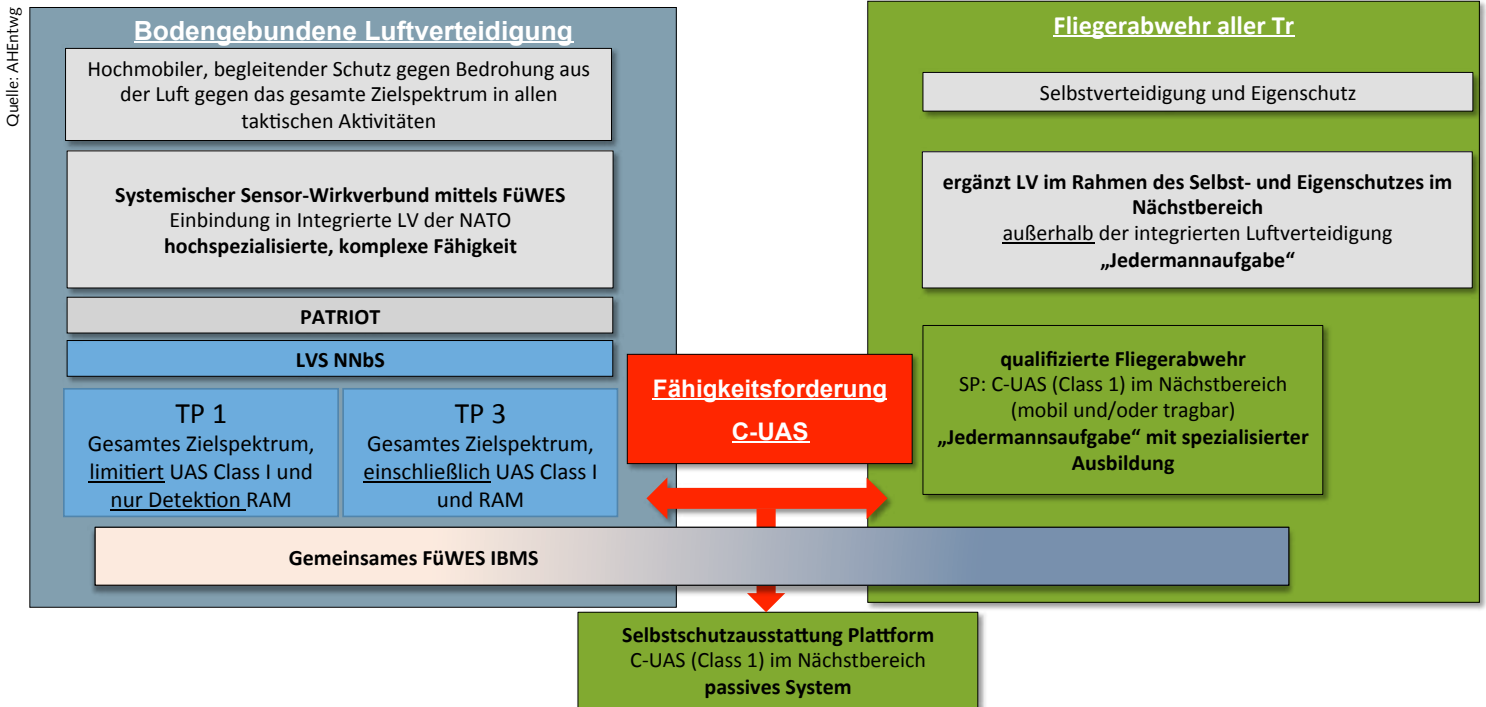 Quelle: AHEntwg
Bodengebundene Luftverteidigung
Hochmobiler, begleitender Schutz gegen Bedrohung aus
der Luft gegen das gesamte Zielspektrum in allen
taktischen Aktivitäten
Systemischer Sensor-Wirkverbund mittels FüWES
Einbindung in Integrierte LV der NATO
hochspezialisierte, komplexe Fähigkeit
PATRIOT
LVS NNbS
TP 1
Gesamtes Zielspektrum,
limitiert UAS Class I und
nur Detektion RAM
TP 3
Gesamtes Zielspektrum,
einschließlich UAS Class I
und RAM
Fähigkeitsforderung
C-UAS
Fliegerabwehr aller Tr
Selbstverteidigung und Eigenschutz
ergänzt LV im Rahmen des Selbst- und Eigenschutzes im
Nächstbereich
außerhalb der integrierten Luftverteidigung
„Jedermannaufgabe“
qualifizierte Fliegerabwehr
SP: C-UAS (Class 1) im Nächstbereich
(mobil und/oder tragbar)
„Jedermannsaufgabe“ mit spezialisierter
Ausbildung
Gemeinsames FüWES IBMS
Selbstschutzausstattung Plattform
C-UAS (Class 1) im Nächstbereich
passives System